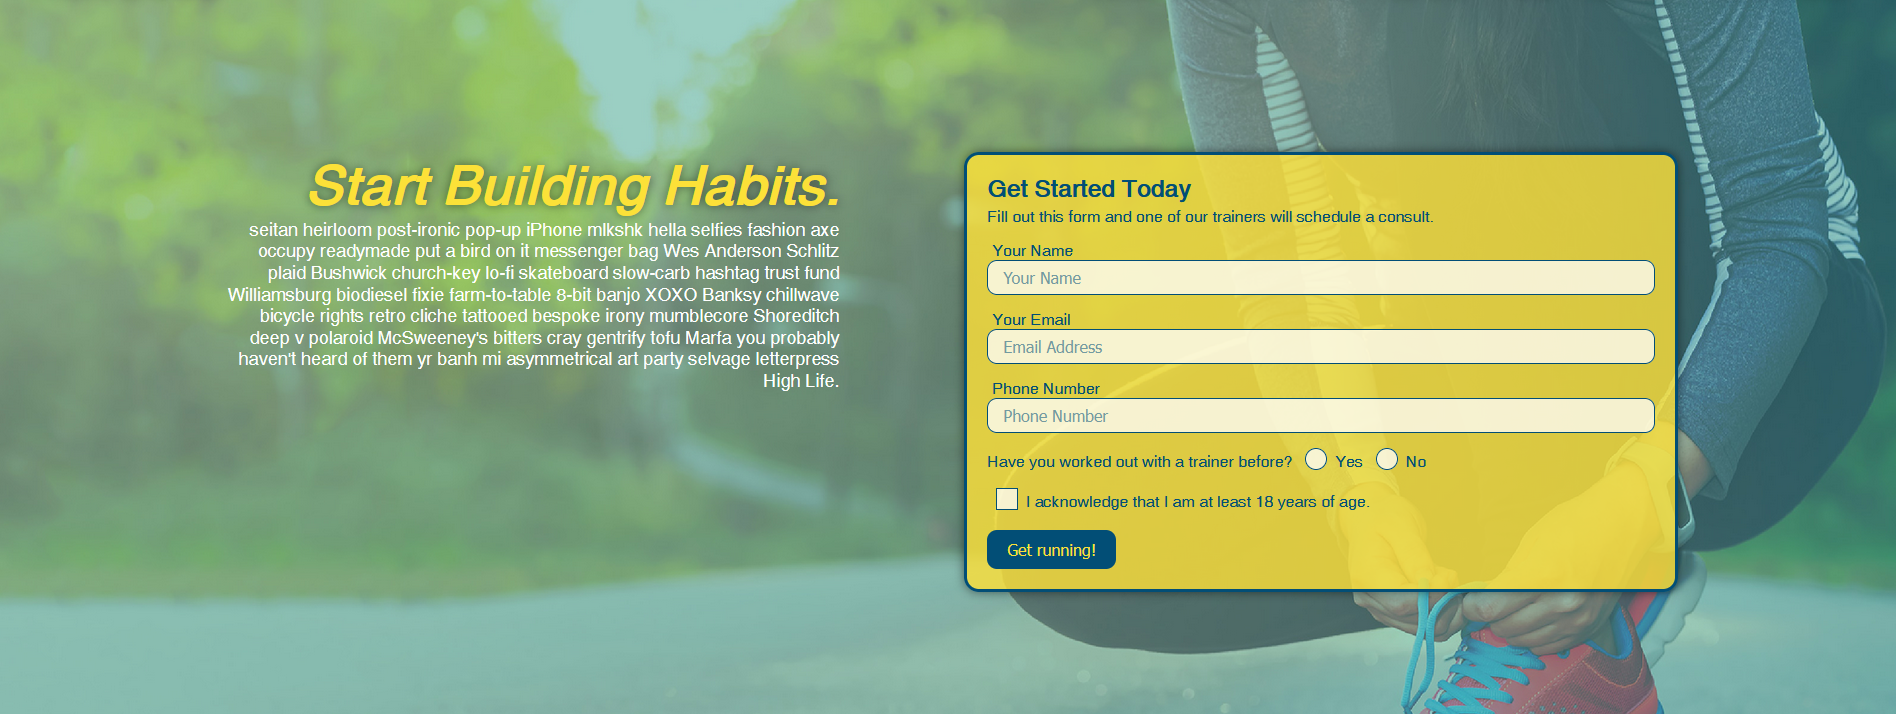 Start Building Habits.
seitan heirloom post-ironic pop-up iPhone mlkshk hella selfies fashion axe
occupy readymade put a bird on it messenger bag Wes Anderson Schlitz
plaid Bushwick church-key lo-fi skateboard slow-carb hashtag trust fund
Williamsburg biodiesel fixie farm-to-table 8-bit banjo XOXO Banksy chillwave
bicycle rights retro cliche tattooed bespoke irony mumblecore Shoreditch
deep v polaroid McSweeney's bitters cray gentrify tofu Marfa you probably
haven't heard of them yr banh mi asymmetrical art party selvage letterpress
High Life.
Get Started Today
Fill out this form and one of our trainers will schedule a consult.
Your Name
Your Name
Your Email
Email Address
Phone Number
Phone Number
Have you worked out with a trainer before? Yes No
I acknowledge that I am at least 18 years of age.
Get running!